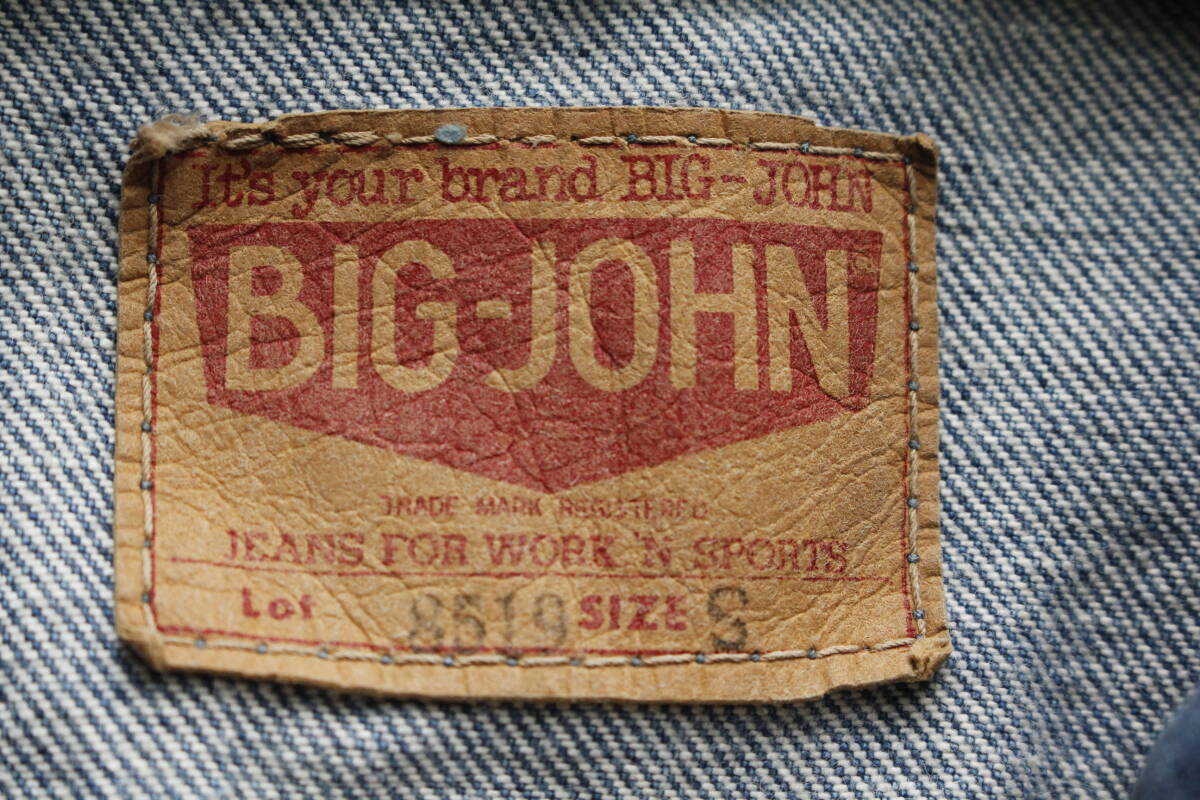 It's your brand BIG-JOHN
BIG-JOHN
TRADE MARK REGISTERED
JEANS FOR WORK 'N SPORTS
Lot 8519 SIZE S